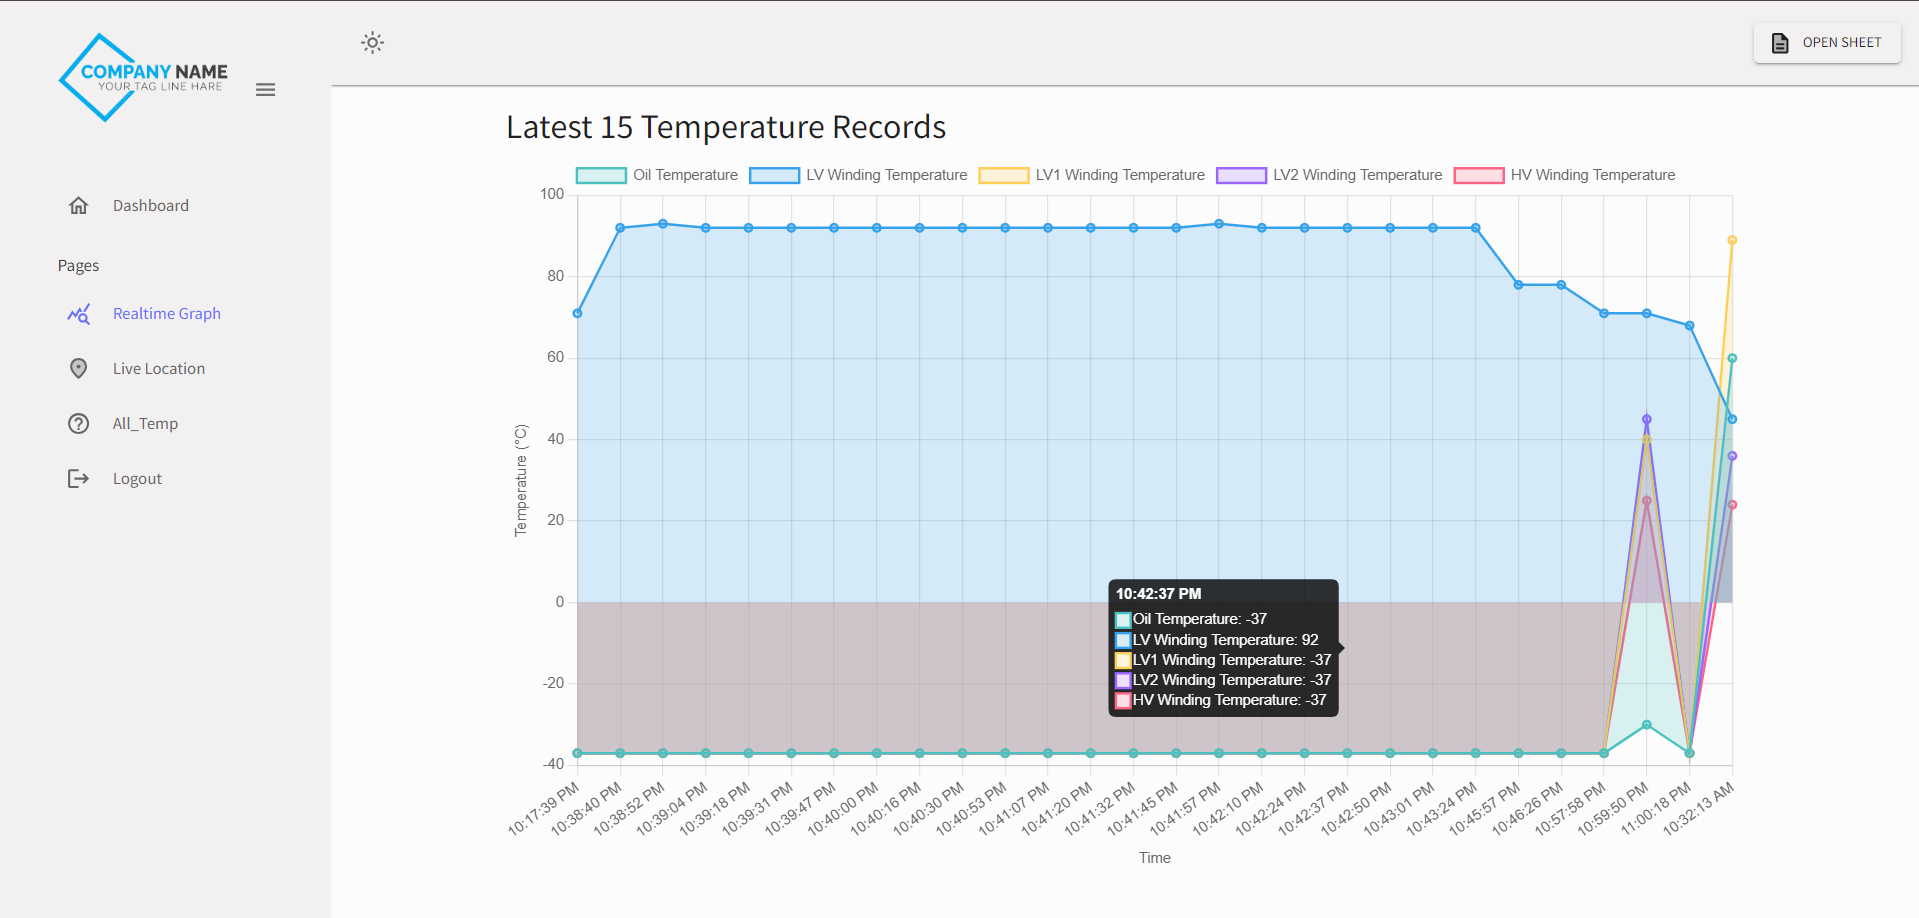 COMPANY NAME
YOUR TAG LINE HARE
Dashboard
Pages
Realtime Graph
Live Location
All_Temp
Logout
OPEN SHEET
Latest 15 Temperature Records
Oil Temperature LV Winding Temperature LV1 Winding Temperature LV2 Winding Temperature HV Winding Temperature
Temperature (°C)
100
80
60
40
20
0
-20
-40
10:42:37 PM
Oil Temperature: -37
LV Winding Temperature: 92
LV1 Winding Temperature: -37
LV2 Winding Temperature: -37
HV Winding Temperature: -37
10:17:39 PM
10:38:40 PM
10:38:52 PM
10:39:04 PM
10:39:18 PM
10:39:31 PM
10:39:47 PM
10:40:00 PM
10:40:16 PM
10:40:30 PM
10:40:53 PM
10:41:07 PM
10:41:20 PM
10:41:32 PM
10:41:45 PM
10:41:57 PM
10:42:10 PM
10:42:24 PM
10:42:37 PM
10:42:50 PM
10:43:01 PM
10:43:24 PM
10:45:57 PM
10:46:26 PM
10:57:58 PM
10:59:50 PM
11:00:18 PM
10:32:13 AM
Time